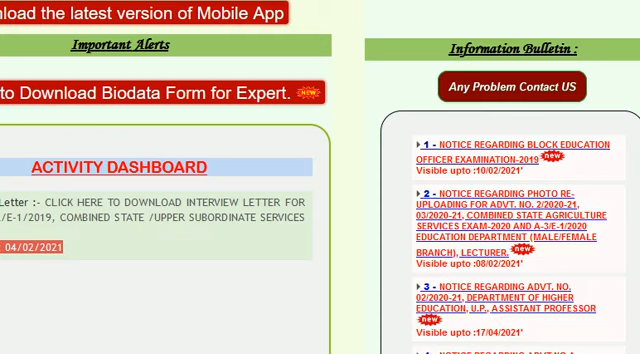 load the latest version of Mobile App
Important Alerts
to Download Biodata Form for Expert. NEW
ACTIVITY DASHBOARD
Letter :- CLICK HERE TO DOWNLOAD INTERVIEW LETTER FOR
/E-1/2019, COMBINED STATE /UPPER SUBORDINATE SERVICES
: 04/02/2021
Information Bulletin :
Any Problem Contact US
1 - NOTICE REGARDING BLOCK EDUCATION
OFFICER EXAMINATION-2019 new
Visible upto :10/02/2021'
2 - NOTICE REGARDING PHOTO RE-
UPLOADING FOR ADVT. NO. 2/2020-21,
03/2020-21, COMBINED STATE AGRICULTURE
SERVICES EXAM-2020 AND A-3/E-1/2020
EDUCATION DEPARTMENT (MALE/FEMALE
BRANCH), LECTURER. new
Visible upto :08/02/2021'
3 - NOTICE REGARDING ADVT. NO.
02/2020-21, DEPARTMENT OF HIGHER
EDUCATION, U.P., ASSISTANT PROFESSOR
new
Visible upto :17/04/2021'